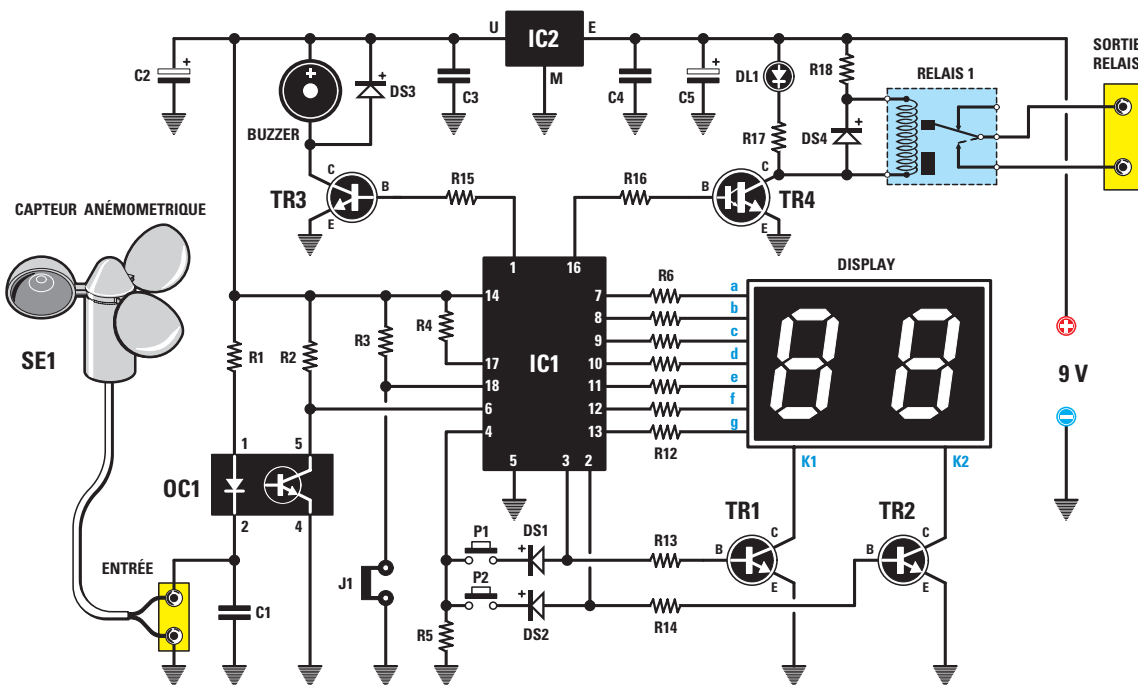 U
IC2
E
M
SORTIE
RELAIS
C2
+
+
BUZZER
DS3
+
C3
C4
C5
+
DL1
R17
R18
DS4
+
RELAIS 1
CAPTEUR ANÉMOMETRIQUE
SE1
TR3
C
B
E
R15
R16
TR4
C
B
E
1
16
IC1
14
17
18
6
4
7
8
9
10
11
12
13
5
3
2
R1
R2
R3
R4
R6
R12
a
b
c
d
e
f
g
DISPLAY
8 8
K1
K2
+
9 V
−
OC1
1
5
2
4
ENTRÉE
C1
J1
R5
P1
DS1
+
P2
DS2
+
R13
R14
TR1
C
B
E
TR2
C
B
E